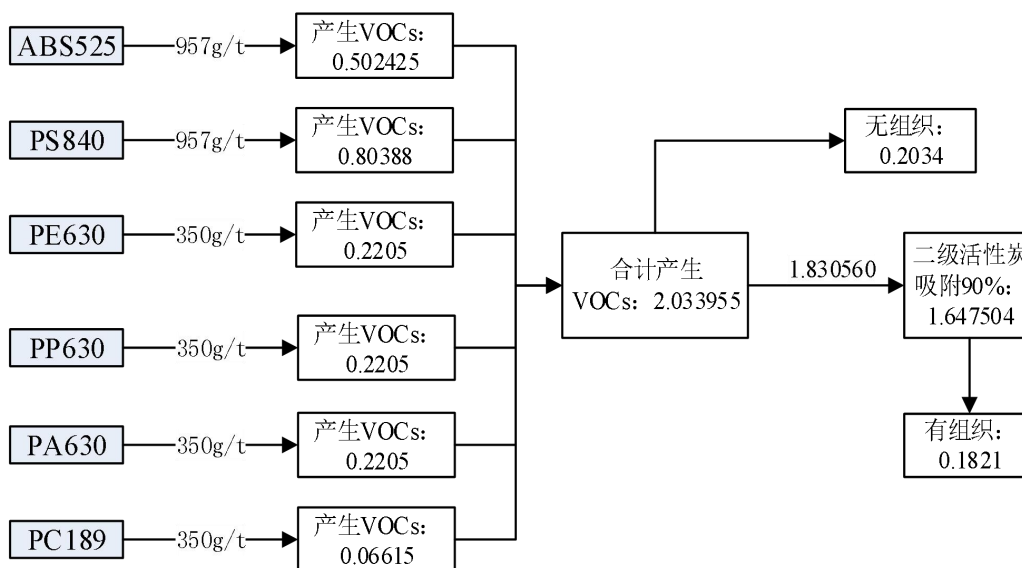 ABS525
957g/t
产生VOCs：
0.502425
PS840
957g/t
产生VOCs：
0.80388
PE630
350g/t
产生VOCs：
0.2205
PP630
350g/t
产生VOCs：
0.2205
PA630
350g/t
产生VOCs：
0.2205
PC189
350g/t
产生VOCs：
0.06615
合计产生
VOCs：2.033955
无组织：
0.2034
1.830560
二级活性炭
吸附90%：
1.647504
有组织：
0.1821